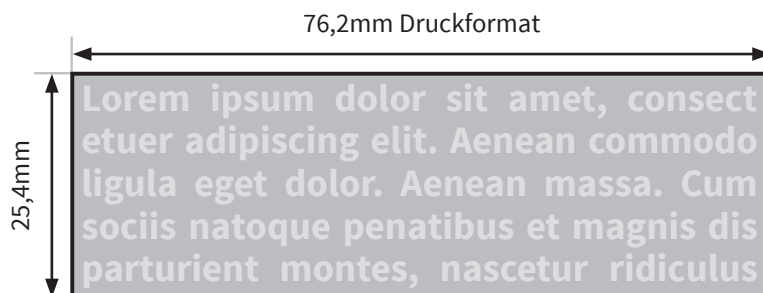 76,2mm Druckformat
25,4mm
Lorem ipsum dolor sit amet, consect
etuer adipiscing elit. Aenean commodo
ligula eget dolor. Aenean massa. Cum
sociis natoque penatibus et magnis dis
parturient montes, nascetur ridiculus